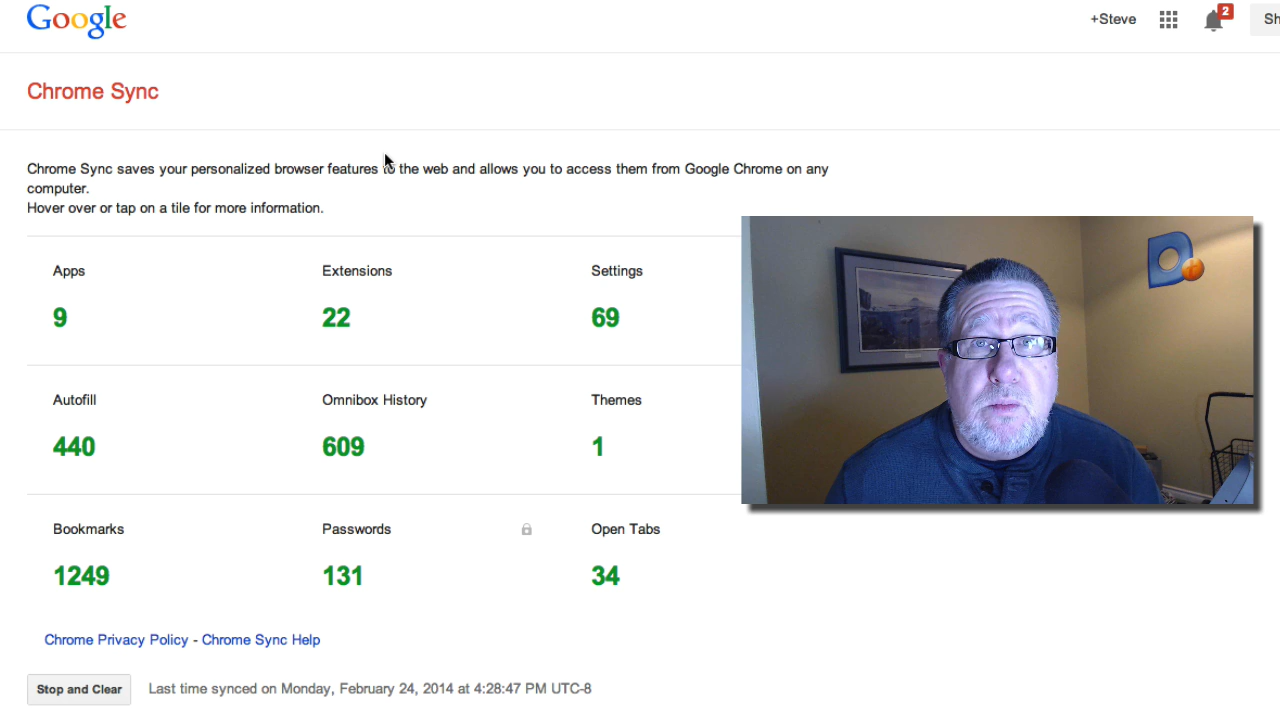 Google
+Steve
2
Sh
Chrome Sync
Chrome Sync saves your personalized browser features to the web and allows you to access them from Google Chrome on any
computer.
Hover over or tap on a tile for more information.
Apps
9
Extensions
22
Settings
69
Autofill
440
Omnibox History
609
Themes
1
Bookmarks
1249
Passwords
131
Open Tabs
34
Chrome Privacy Policy - Chrome Sync Help
Stop and Clear
Last time synced on Monday, February 24, 2014 at 4:28:47 PM UTC-8